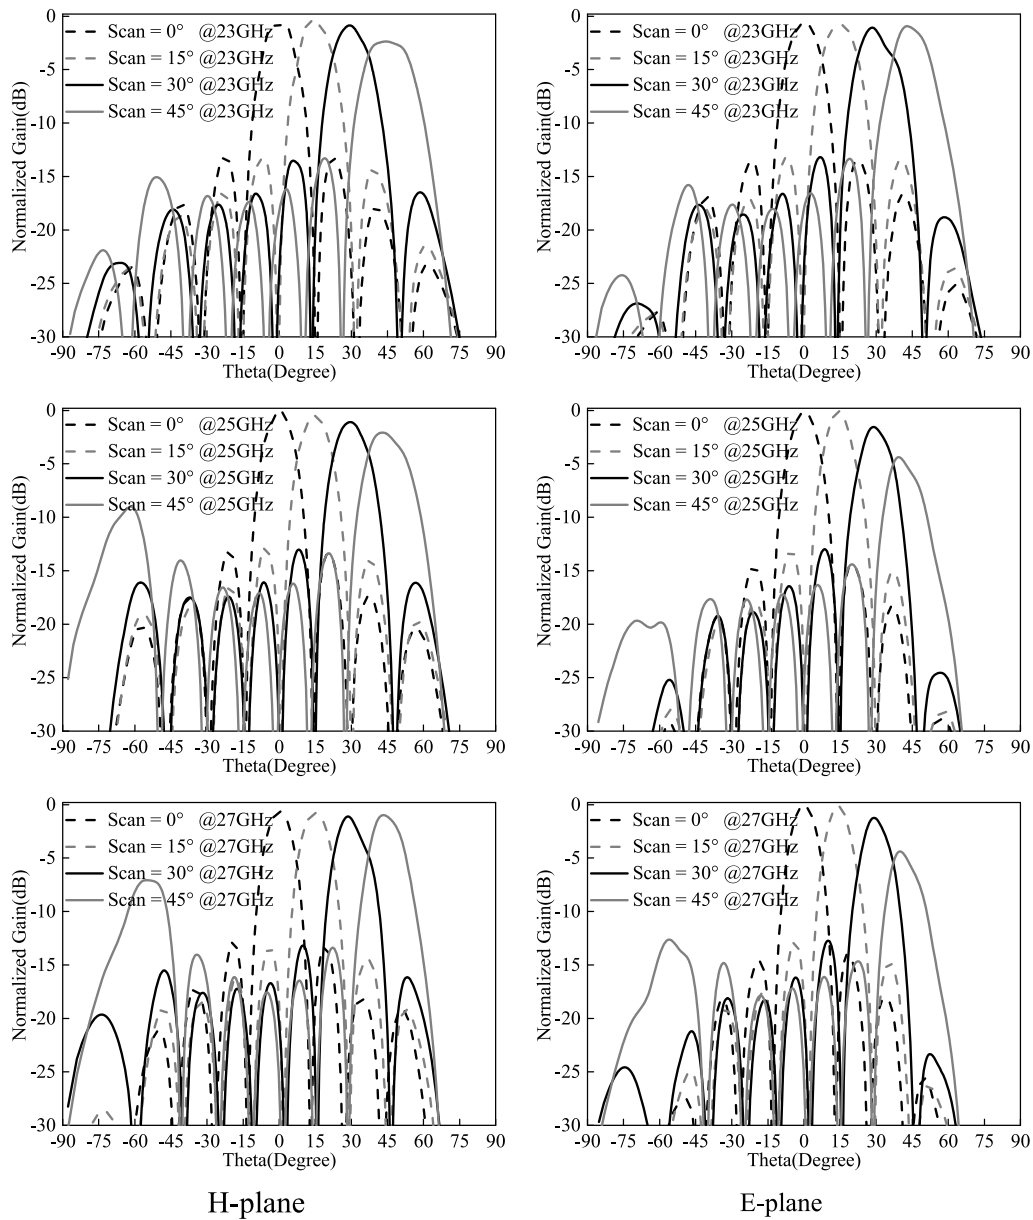 Normalized Gain(dB)
0
-5
-10
-15
-20
-25
-30
Scan = 0° @23GHz
Scan = 15° @23GHz
Scan = 30° @23GHz
Scan = 45° @23GHz
-90 -75 -60 -45 -30 -15 0 15 30 45 60 75 90
Theta(Degree)
Normalized Gain(dB)
0
-5
-10
-15
-20
-25
-30
Scan = 0° @23GHz
Scan = 15° @23GHz
Scan = 30° @23GHz
Scan = 45° @23GHz
-90 -75 -60 -45 -30 -15 0 15 30 45 60 75 90
Theta(Degree)
Normalized Gain(dB)
0
-5
-10
-15
-20
-25
-30
Scan = 0° @25GHz
Scan = 15° @25GHz
Scan = 30° @25GHz
Scan = 45° @25GHz
-90 -75 -60 -45 -30 -15 0 15 30 45 60 75 90
Theta(Degree)
Normalized Gain(dB)
0
-5
-10
-15
-20
-25
-30
Scan = 0° @25GHz
Scan = 15° @25GHz
Scan = 30° @25GHz
Scan = 45° @25GHz
-90 -75 -60 -45 -30 -15 0 15 30 45 60 75 90
Theta(Degree)
Normalized Gain(dB)
0
-5
-10
-15
-20
-25
-30
Scan = 0° @27GHz
Scan = 15° @27GHz
Scan = 30° @27GHz
Scan = 45° @27GHz
-90 -75 -60 -45 -30 -15 0 15 30 45 60 75 90
Theta(Degree)
Normalized Gain(dB)
0
-5
-10
-15
-20
-25
-30
Scan = 0° @27GHz
Scan = 15° @27GHz
Scan = 30° @27GHz
Scan = 45° @27GHz
-90 -75 -60 -45 -30 -15 0 15 30 45 60 75 90
Theta(Degree)
H-plane
E-plane